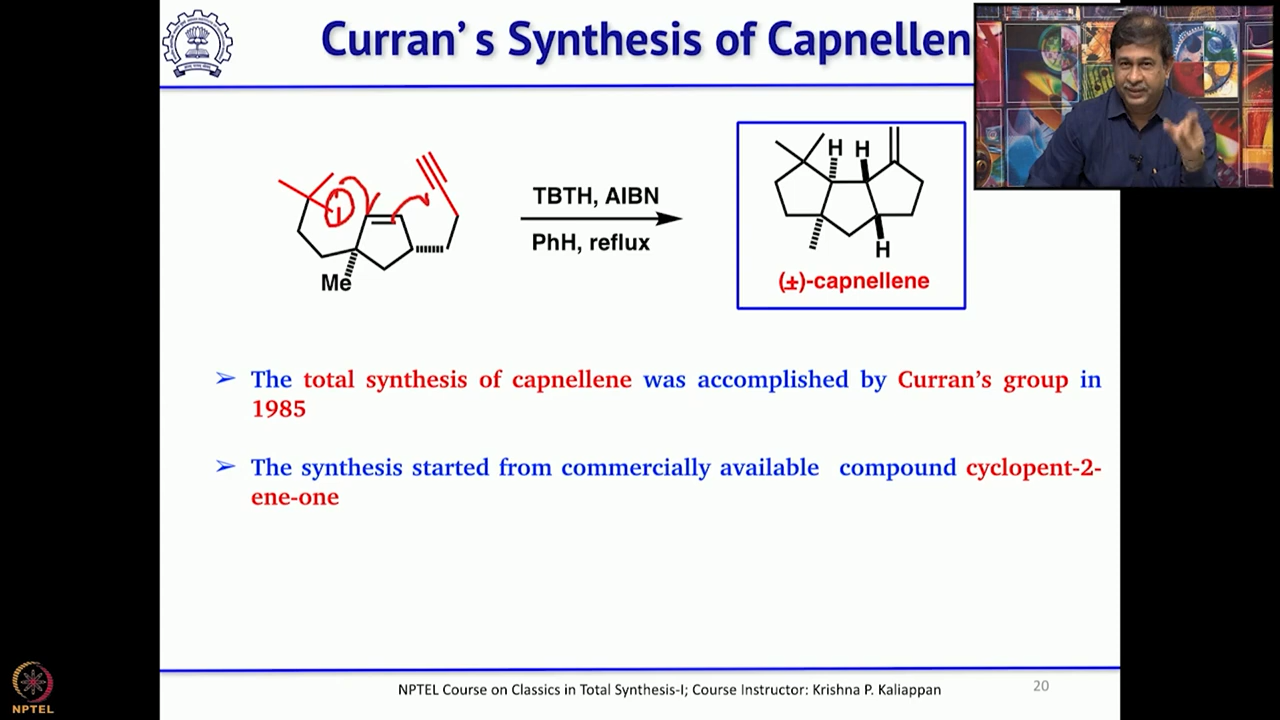 Curran's Synthesis of Capnellen
I
Me
TBTH, AIBN
PhH, reflux
H H
H
(±)-capnellene
➢ The total synthesis of capnellene was accomplished by Curran's group in
1985
➢ The synthesis started from commercially available compound cyclopent-2-
ene-one
NPTEL
NPTEL Course on Classics in Total Synthesis-I; Course Instructor: Krishna P. Kaliappan
20